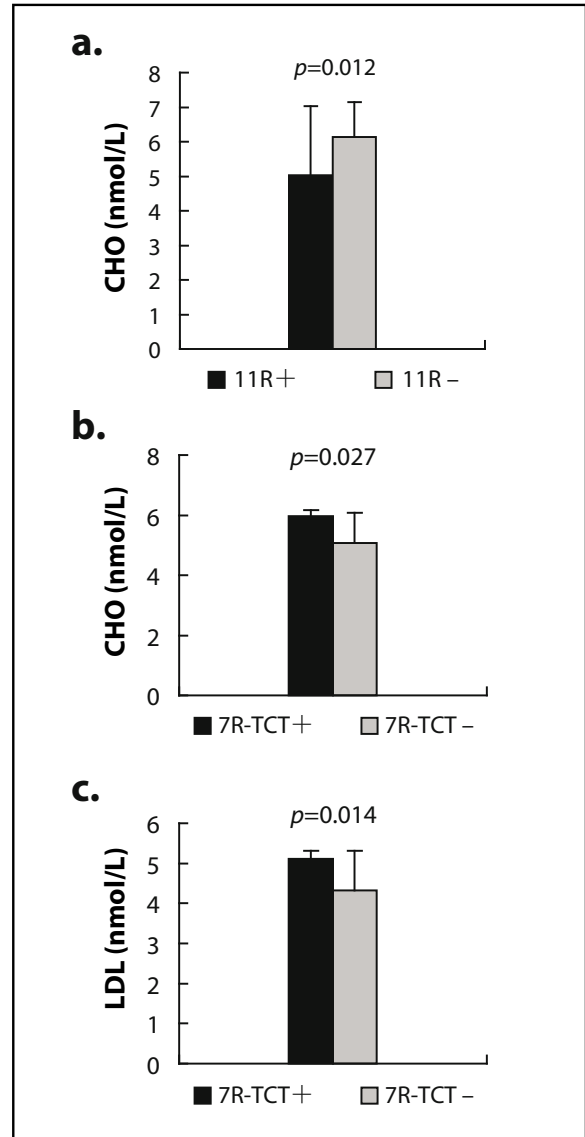 a.
p=0.012
CHO (nmol/L)
8
7
6
5
4
3
2
1
0
11R+ 11R –
b.
p=0.027
CHO (nmol/L)
8
6
4
2
0
7R-TCT+ 7R-TCT –
c.
p=0.014
LDL (nmol/L)
6
5
4
3
2
1
0
7R-TCT+ 7R-TCT –